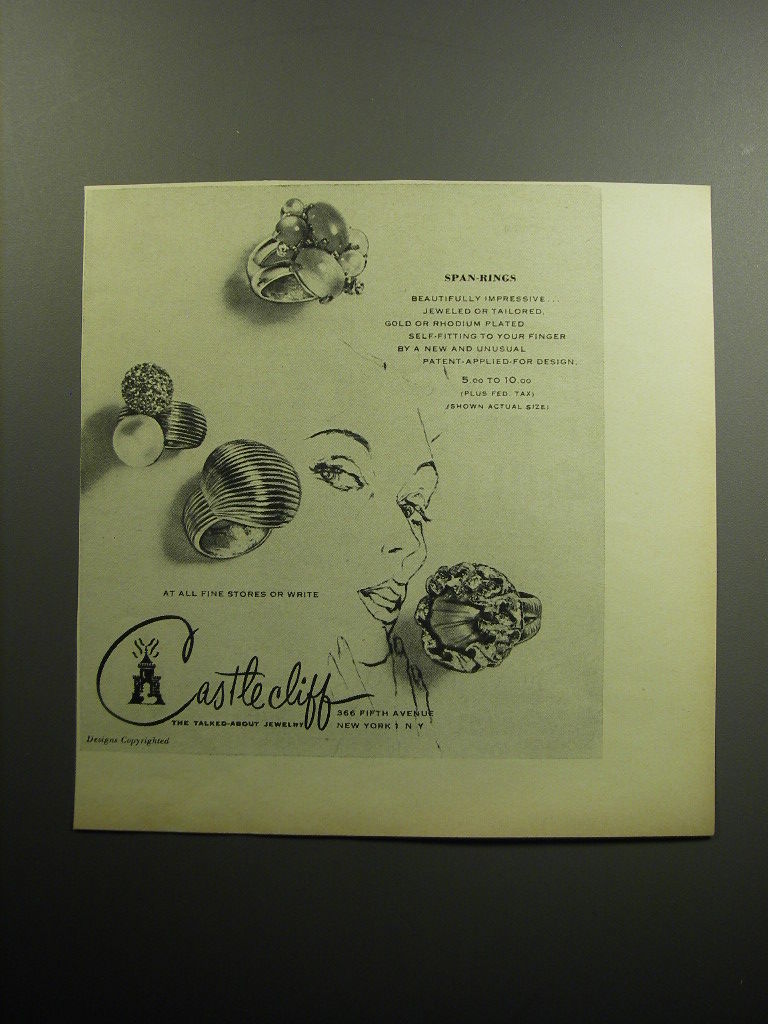 SPAN-RINGS
BEAUTIFULLY IMPRESSIVE...
JEWELED OR TAILORED,
GOLD OR RHODIUM PLATED
SELF-FITTING TO YOUR FINGER
BY A NEW AND UNUSUAL
PATENT-APPLIED-FOR DESIGN.
5.00 TO 10.00
(PLUS FED. TAX)
(SHOWN ACTUAL SIZE)
AT ALL FINE STORES OR WRITE
Castlecliff
THE TALKED-ABOUT JEWELRY
366 FIFTH AVENUE
NEW YORK 1 N Y
Designs Copyrighted